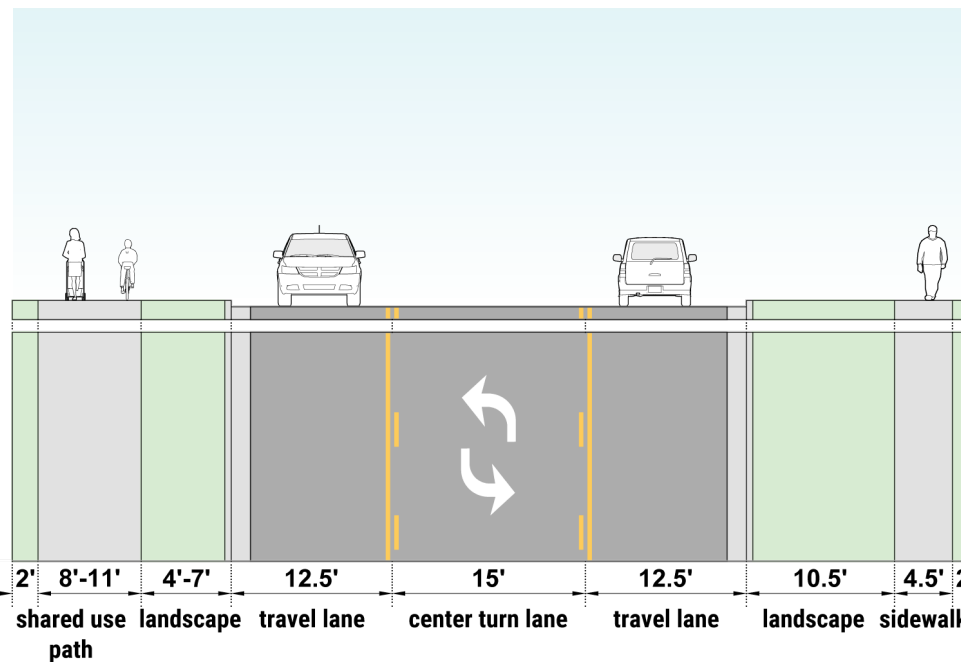 2' 8'-11' 4'-7' 12.5' 15' 12.5' 10.5' 4.5' 2
shared use landscape travel lane center turn lane travel lane landscape sidewalk
path